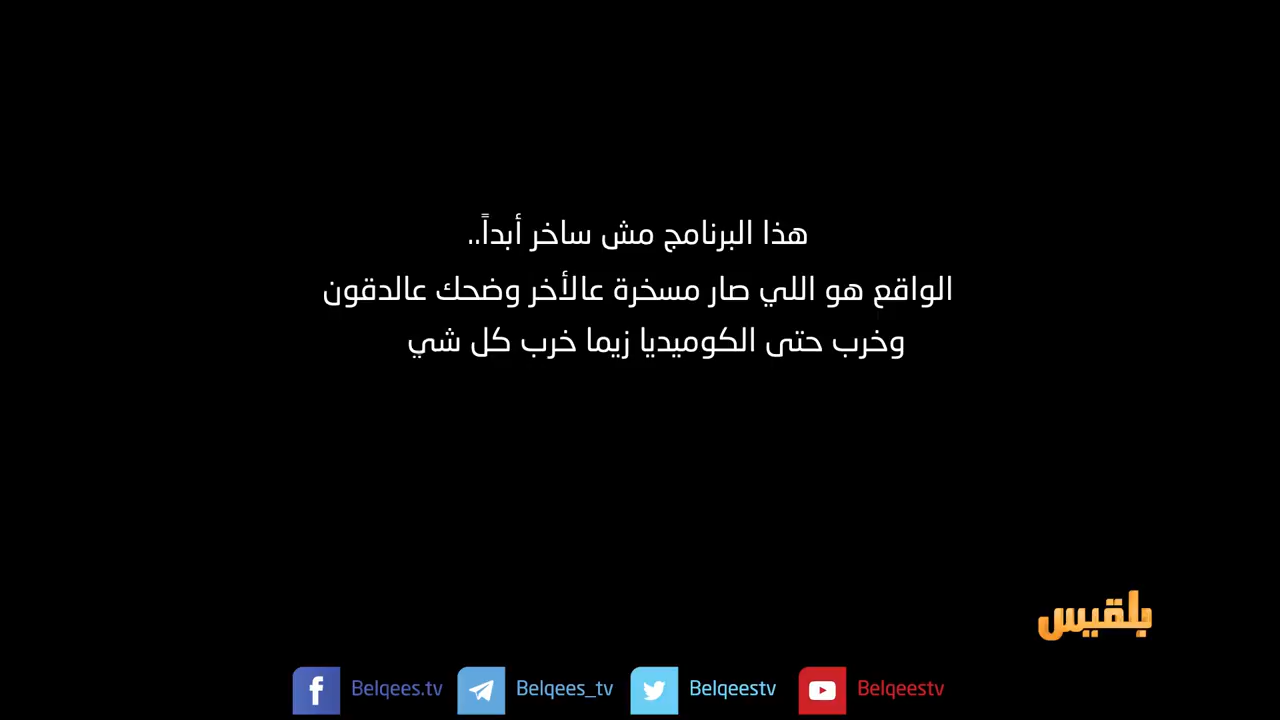 هذا البرنامج مش ساخر أبداً..
الواقع هو اللي صار مسخرة عالأخر وضحك عالدقون
وخرب حتى الكوميديا زيما خرب كل شي
بلقيس
Belqees.tv Belqees_tv Belqeestv Belqeestv